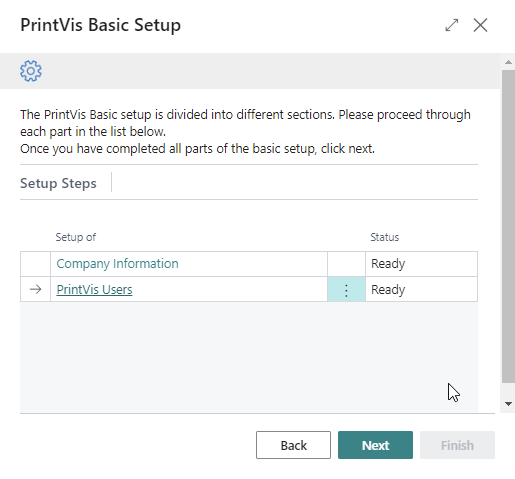 PrintVis Basic Setup
The PrintVis Basic setup is divided into different sections. Please proceed through
each part in the list below.
Once you have completed all parts of the basic setup, click next.
Setup Steps
Setup of Status
Company Information Ready
PrintVis Users Ready
Back Next Finish